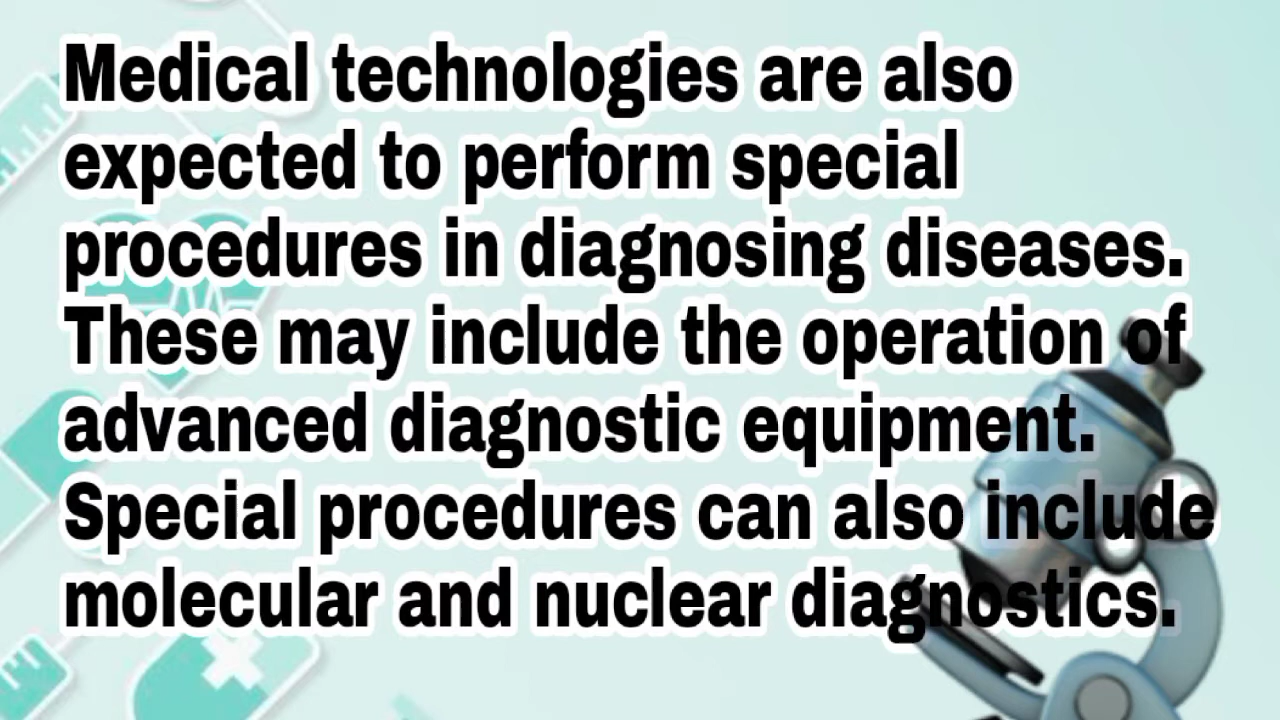 Medical technologies are also
expected to perform special
procedures in diagnosing diseases.
These may include the operation of
advanced diagnostic equipment.
Special procedures can also include
molecular and nuclear diagnostics.